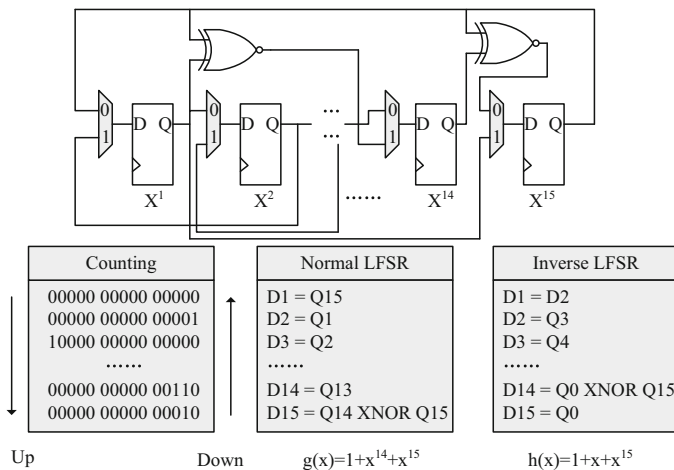 0
1
D Q
X1
0
1
D Q
X2
...
...
......
0
1
D Q
X14
0
1
D Q
X15
Counting
00000 00000 00000
00000 00000 00001
10000 00000 00000
......
00000 00000 00110
00000 00000 00010
Up
Down
Normal LFSR
D1 = Q15
D2 = Q1
D3 = Q2
......
D14 = Q13
D15 = Q14 XNOR Q15
g(x)=1+x^14+x^15
Inverse LFSR
D1 = D2
D2 = Q3
D3 = Q4
......
D14 = Q0 XNOR Q15
D15 = Q0
h(x)=1+x+x^15